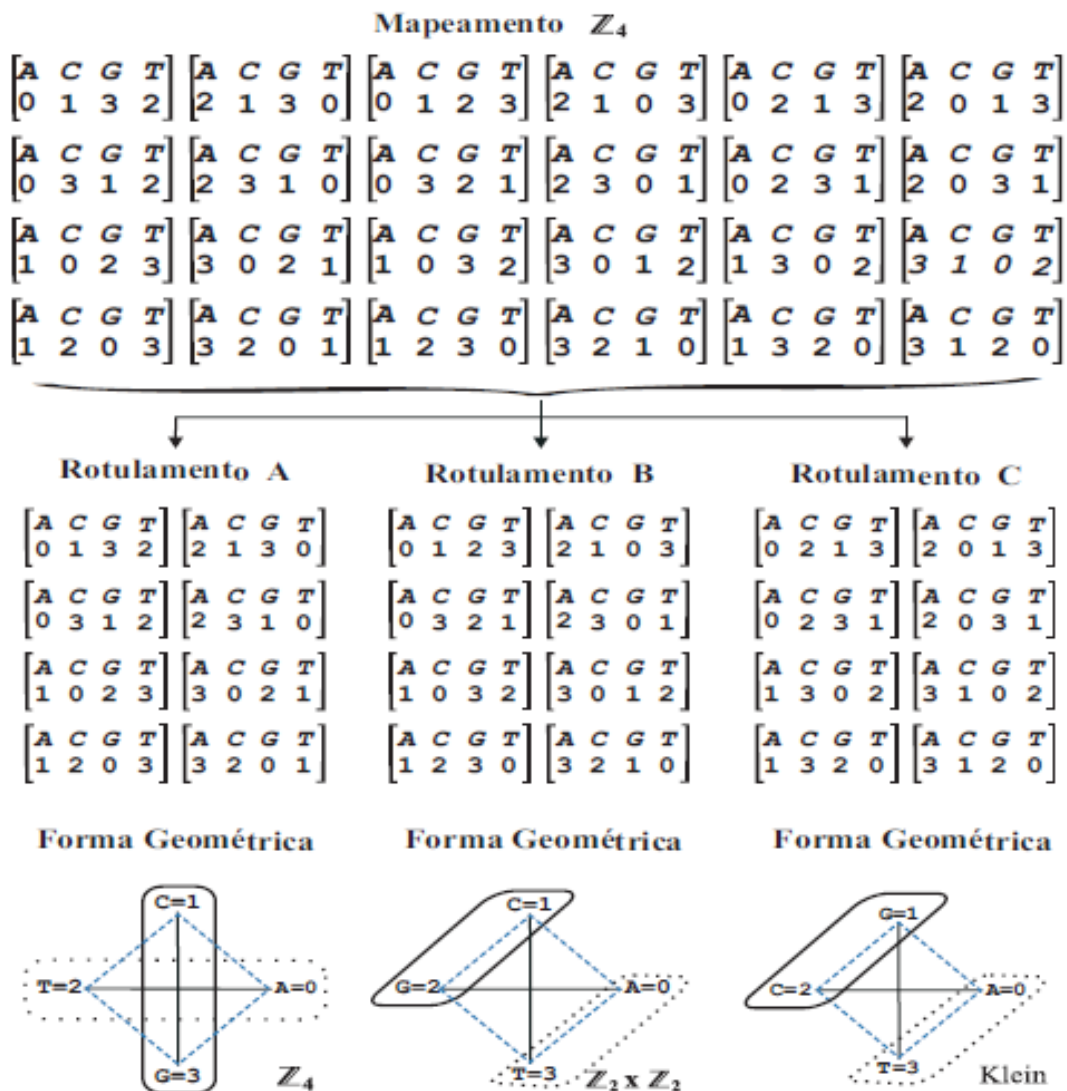 Mapeamento ℤ4
A C G T A C G T A C G T A C G T A C G T A C G T
0 1 3 2 2 1 3 0 0 1 2 3 2 1 0 3 0 2 1 3 2 0 1 3
A C G T A C G T A C G T A C G T A C G T A C G T
0 3 1 2 2 3 1 0 0 3 2 1 2 3 0 1 0 2 3 1 2 0 3 1
A C G T A C G T A C G T A C G T A C G T A C G T
1 0 2 3 3 0 2 1 1 0 3 2 3 0 1 2 1 3 0 2 3 1 0 2
A C G T A C G T A C G T A C G T A C G T A C G T
1 2 0 3 3 2 0 1 1 2 3 0 3 2 1 0 1 3 2 0 3 1 2 0
Rotulamento A Rotulamento B Rotulamento C
A C G T A C G T A C G T A C G T A C G T A C G T
0 1 3 2 2 1 3 0 0 1 2 3 2 1 0 3 0 2 1 3 2 0 1 3
A C G T A C G T A C G T A C G T A C G T A C G T
0 3 1 2 2 3 1 0 0 3 2 1 2 3 0 1 0 2 3 1 2 0 3 1
A C G T A C G T A C G T A C G T A C G T A C G T
1 0 2 3 3 0 2 1 1 0 3 2 3 0 1 2 1 3 0 2 3 1 0 2
A C G T A C G T A C G T A C G T A C G T A C G T
1 2 0 3 3 2 0 1 1 2 3 0 3 2 1 0 1 3 2 0 3 1 2 0
Forma Geométrica Forma Geométrica Forma Geométrica
C=1 C=1 G=1
T=2 A=0 G=2 A=0 C=2 A=0
G=3 T=3 T=3
ℤ4 ℤ2 x ℤ2 Klein